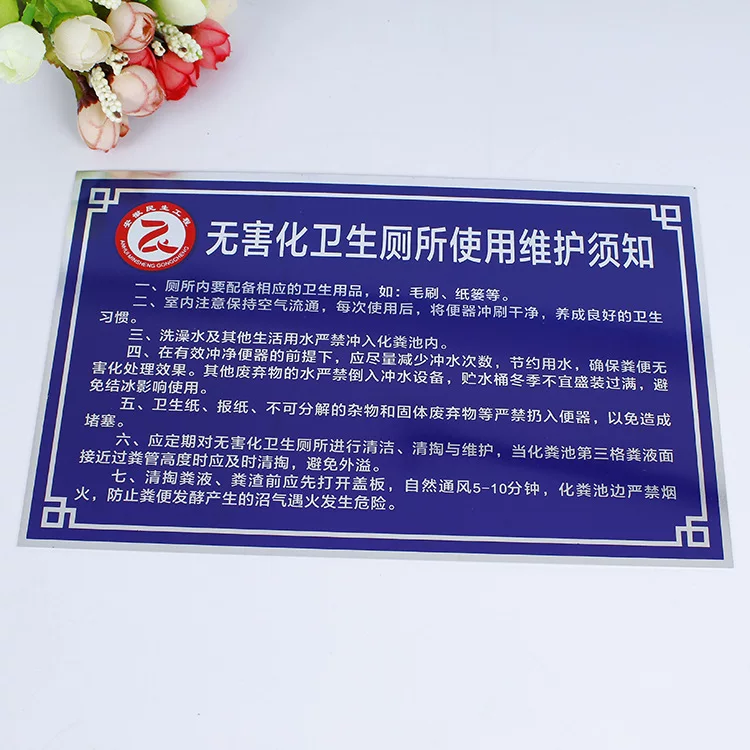 安徽民生工程
ANHUI MINSHENG GONGCHENG
无害化卫生厕所使用维护须知
一、厕所内要配备相应的卫生用品，如：毛刷、纸篓等。
二、室内注意保持空气流通，每次使用后，将便器冲刷干净，养成良好的卫生
习惯。
三、洗澡水及其他生活用水严禁冲入化粪池内。
四、在有效冲净便器的前提下，应尽量减少冲水次数，节约用水，确保粪便无
害化处理效果。其他废弃物的水严禁倒入冲水设备，贮水桶冬季不宜盛装过满，避
免结冰影响使用。
五、卫生纸、报纸、不可分解的杂物和固体废弃物等严禁扔入便器，以免造成
堵塞。
六、应定期对无害化卫生厕所进行清洁、清掏与维护，当化粪池第三格粪液面
接近过粪管高度时应及时清掏，避免外溢。
七、清掏粪液、粪渣前应先打开盖板，自然通风5-10分钟，化粪池边严禁烟
火，防止粪便发酵产生的沼气遇火发生危险。